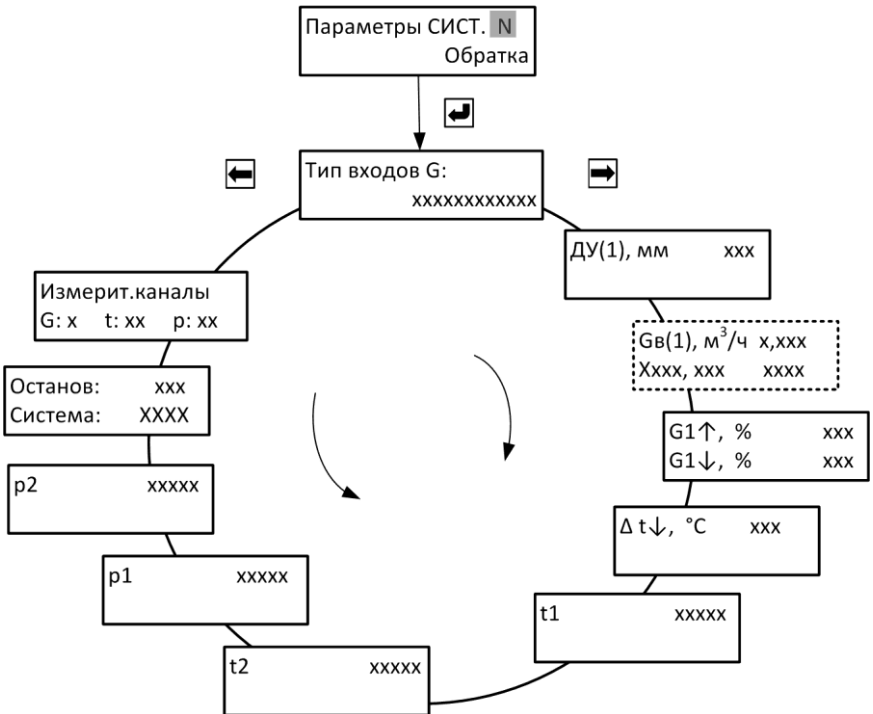 Параметры СИСТ. N
Обратка
Тип входов G:
xxxxxxxxxxxx
ДУ(1), мм xxx
Gв(1), м³/ч x,xxx
Xxxx, xxx xxxx
G1↑, % xxx
G1↓, % xxx
Δ t↓, °C xxx
t1 xxxxx
t2 xxxxx
p1 xxxxx
p2 xxxxx
Останов: xxx
Система: XXXX
Измерит.каналы
G: x t: xx p: xx